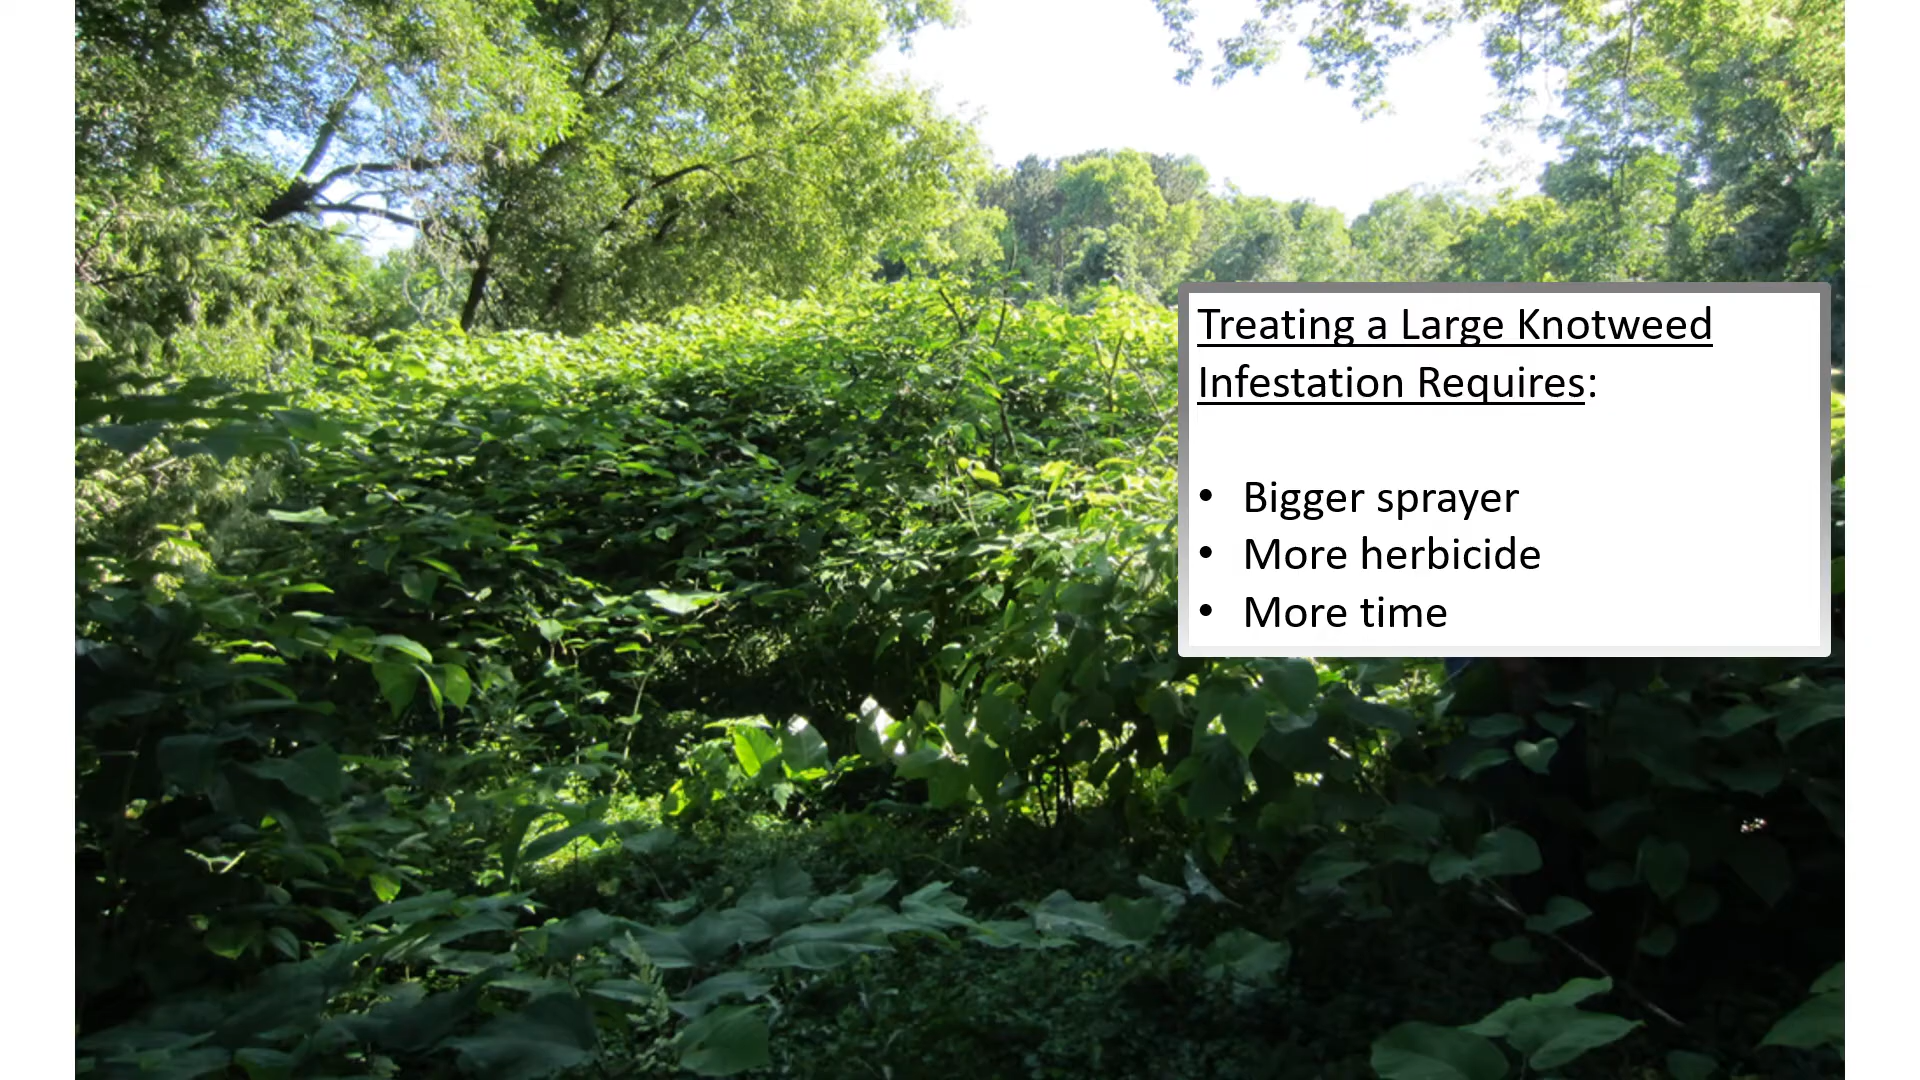 Treating a Large Knotweed
Infestation Requires:
• Bigger sprayer
• More herbicide
• More time